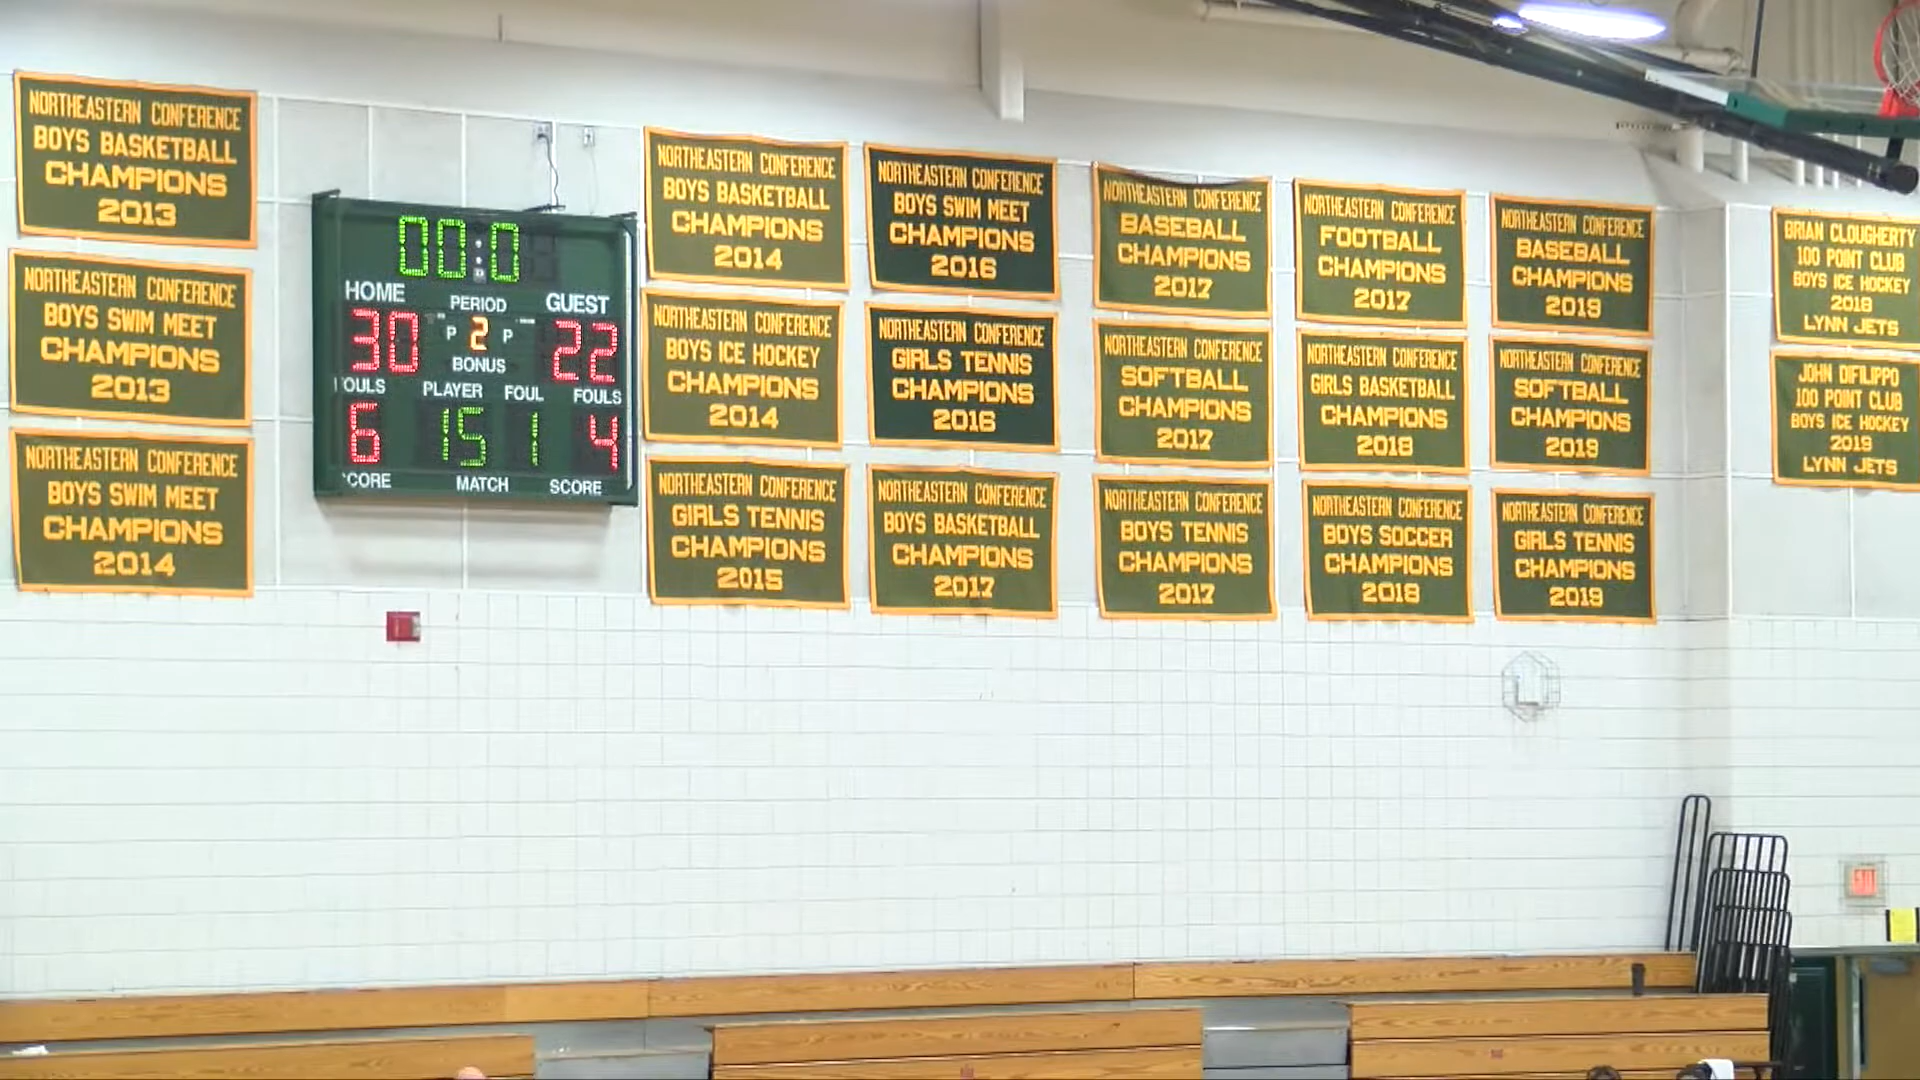 NORTHEASTERN CONFERENCE
BOYS BASKETBALL
CHAMPIONS
2013
NORTHEASTERN CONFERENCE
BOYS SWIM MEET
CHAMPIONS
2013
NORTHEASTERN CONFERENCE
BOYS SWIM MEET
CHAMPIONS
2014
00:0
HOME PERIOD GUEST
30 P 2 P 22
BONUS
FOULS PLAYER FOUL FOULS
6 15 1 4
SCORE MATCH SCORE
NORTHEASTERN CONFERENCE
BOYS BASKETBALL
CHAMPIONS
2014
NORTHEASTERN CONFERENCE
BOYS ICE HOCKEY
CHAMPIONS
2014
NORTHEASTERN CONFERENCE
GIRLS TENNIS
CHAMPIONS
2015
NORTHEASTERN CONFERENCE
BOYS SWIM MEET
CHAMPIONS
2016
NORTHEASTERN CONFERENCE
GIRLS TENNIS
CHAMPIONS
2016
NORTHEASTERN CONFERENCE
BOYS BASKETBALL
CHAMPIONS
2017
NORTHEASTERN CONFERENCE
BASEBALL
CHAMPIONS
2017
NORTHEASTERN CONFERENCE
SOFTBALL
CHAMPIONS
2017
NORTHEASTERN CONFERENCE
BOYS TENNIS
CHAMPIONS
2017
NORTHEASTERN CONFERENCE
FOOTBALL
CHAMPIONS
2017
NORTHEASTERN CONFERENCE
GIRLS BASKETBALL
CHAMPIONS
2018
NORTHEASTERN CONFERENCE
BOYS SOCCER
CHAMPIONS
2018
NORTHEASTERN CONFERENCE
BASEBALL
CHAMPIONS
2019
NORTHEASTERN CONFERENCE
SOFTBALL
CHAMPIONS
2019
NORTHEASTERN CONFERENCE
GIRLS TENNIS
CHAMPIONS
2019
BRIAN CLOUGHERTY
100 POINT CLUB
BOYS ICE HOCKEY
2018
LYNN JETS
JOHN DIFILIPPO
100 POINT CLUB
BOYS ICE HOCKEY
2019
LYNN JETS
EXIT